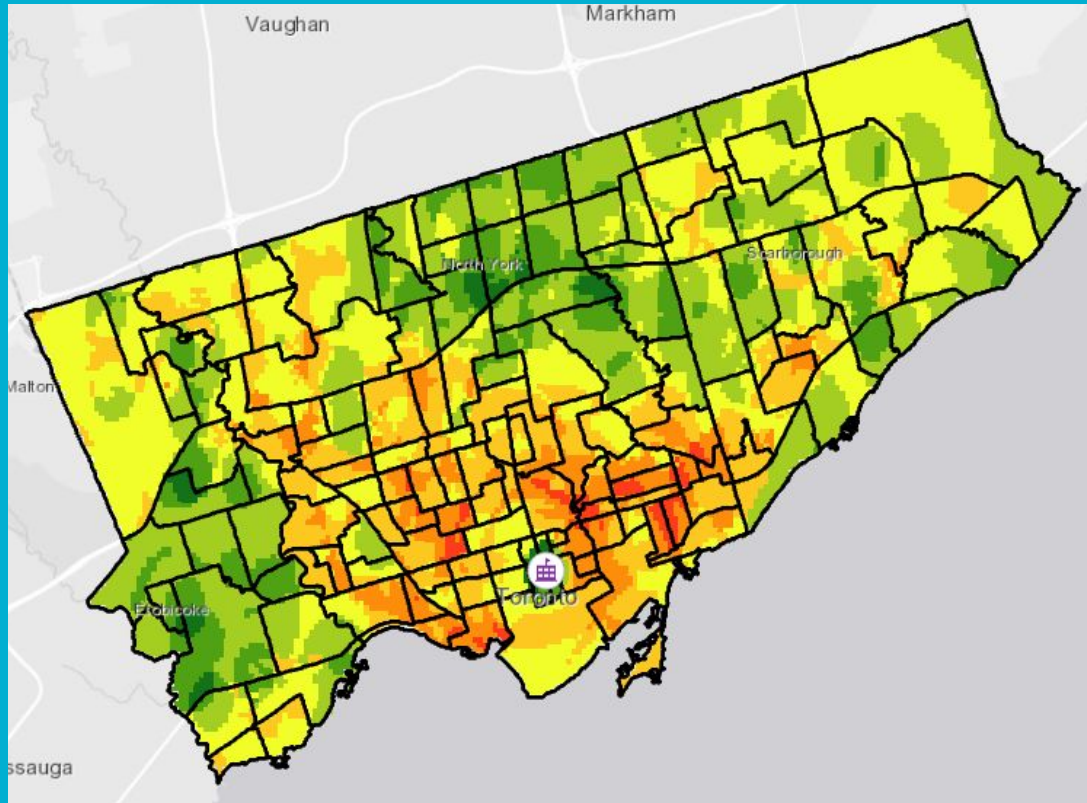 Markham
Vaughan
Scarborough
North York
Malton
Toronto
Etobicoke
ssauga